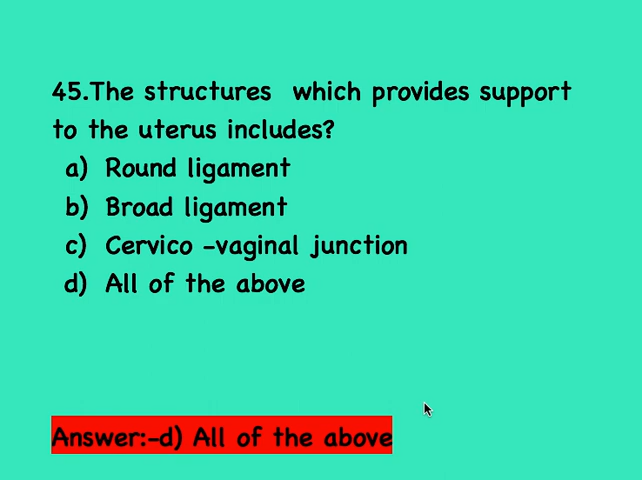 45.The structures which provides support
to the uterus includes?
a) Round ligament
b) Broad ligament
c) Cervico -vaginal junction
d) All of the above
Answer:-d) All of the above